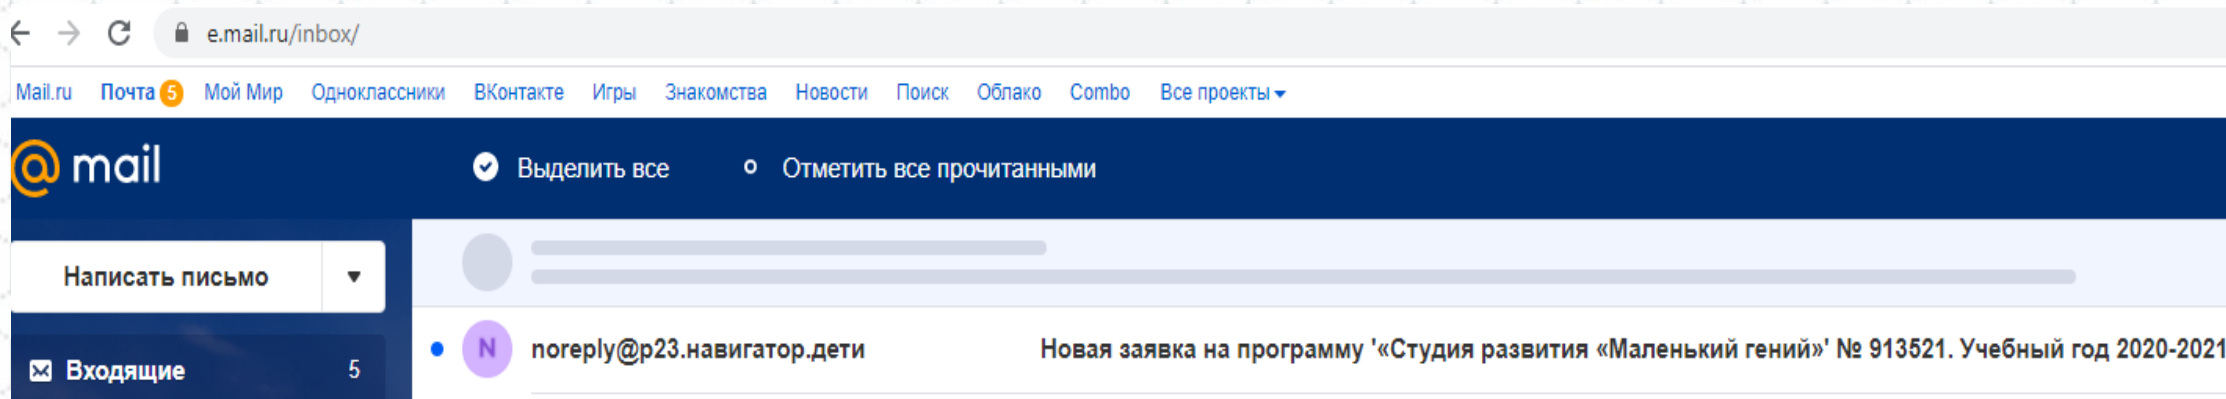 e.mail.ru/inbox/
Mail.ru Почта 5 Мой Мир Одноклассники ВКонтакте Игры Знакомства Новости Поиск Облако Combo Все проекты
@ mail Выделить все Отметить все прочитанными
Написать письмо
N noreply@р23.навигатор.дети Новая заявка на программу '«Студия развития «Маленький гений»' № 913521. Учебный год 2020-2021
Входящие 5